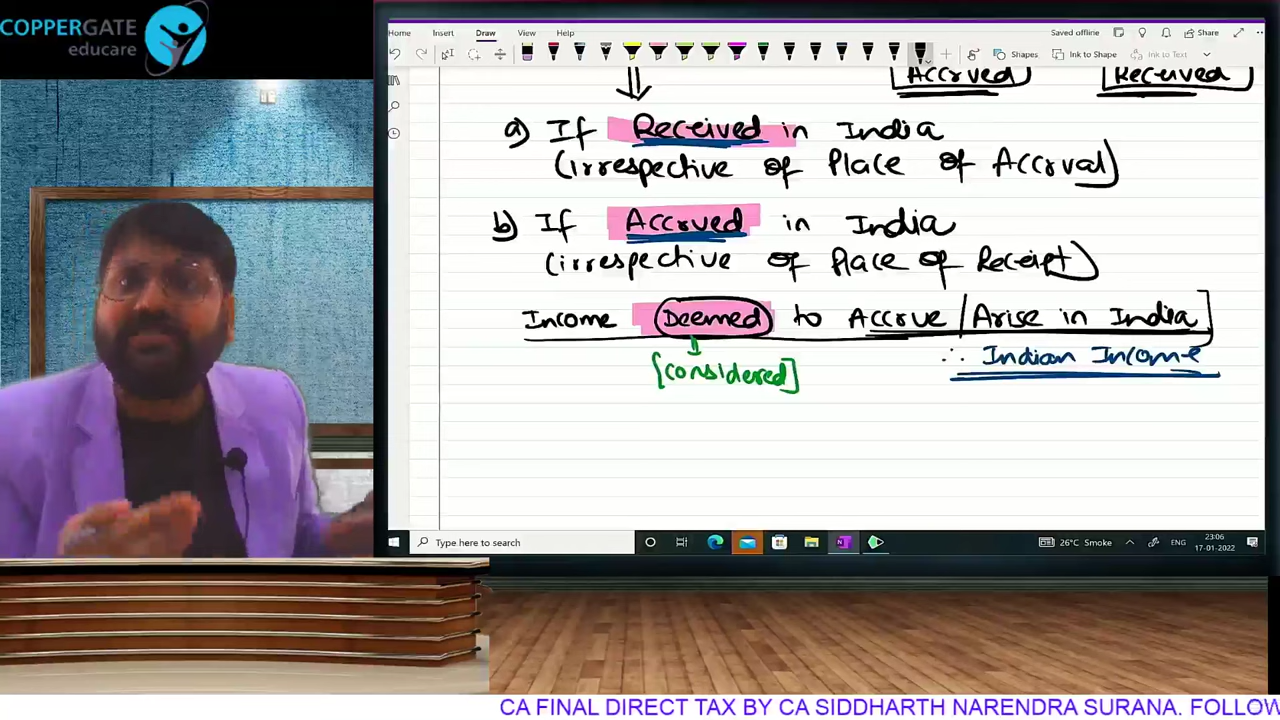 COPPERGATE
educare
Home Insert Draw View Help
Saved offline Share
Shapes Ink to Shape Ink to Text
Accrued Received
a) If Received in India
(irrespective of Place of Accrual)
b) If Accrued in India
(irrespective of Place of Receipt)
Income Deemed to Accrue / Arise in India]
[considered]
∴ Indian Income
Type here to search
26°C Smoke ENG 23:06
17-01-2022
CA FINAL DIRECT TAX BY CA SIDDHARTH NARENDRA SURANA. FOLLOW